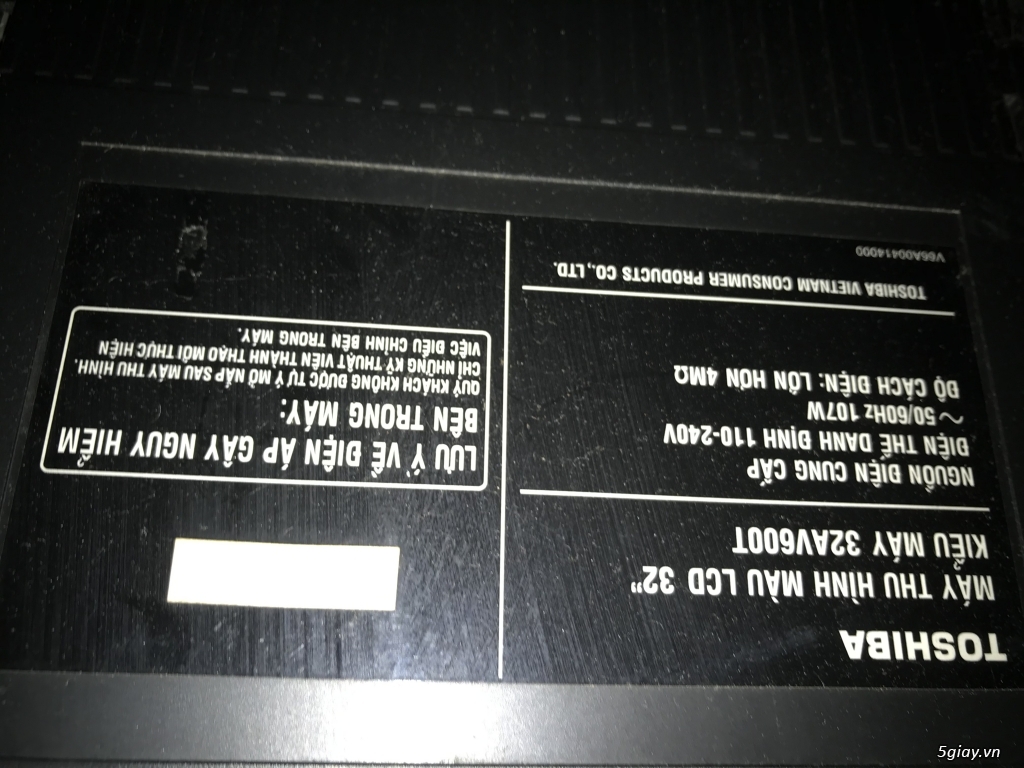 TOSHIBA
MÁY THU HÌNH MÀU LCD 32"
KIỂU MÁY 32AV600T
NGUỒN ĐIỆN CUNG CẤP
ĐIỆN THẾ DANH ĐỊNH 110-240V
～ 50/60Hz 107W
ĐỘ CÁCH ĐIỆN: LỚN HƠN 4MΩ
TOSHIBA VIETNAM CONSUMER PRODUCTS CO., LTD.
V66A00414000
LƯU Ý VỀ ĐIỆN ÁP GÂY NGUY HIỂM
BÊN TRONG MÁY:
QUÝ KHÁCH KHÔNG ĐƯỢC TỰ Ý MỞ NẮP SAU MÁY THU HÌNH.
CHỈ NHỮNG KỸ THUẬT VIÊN THÀNH THẠO MỚI THỰC HIỆN
VIỆC ĐIỀU CHỈNH BÊN TRONG MÁY.
5giay.vn